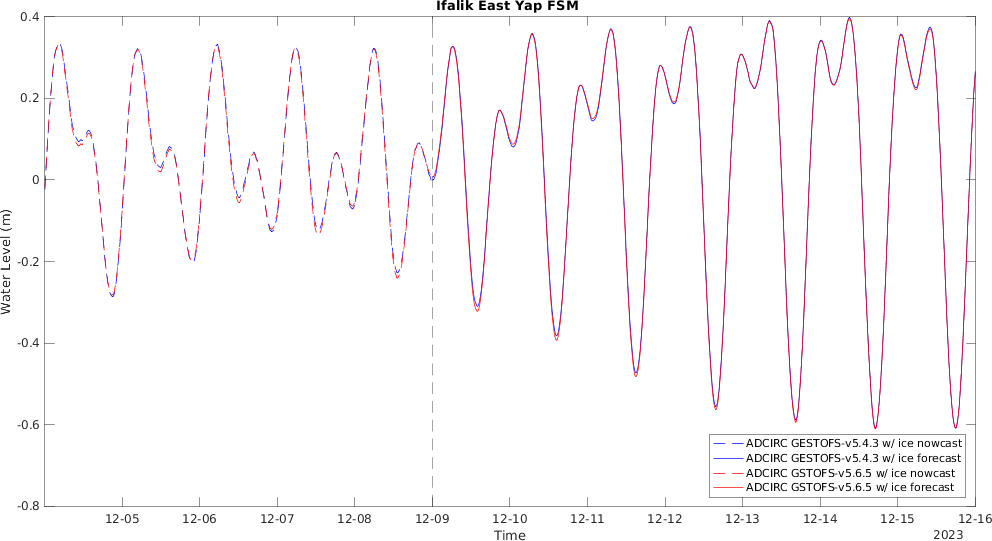 Ifalik East Yap FSM
0.4
0.2
0
-0.2
-0.4
-0.6
-0.8
Water Level (m)
ADCIRC GESTOFS-v5.4.3 w/ ice nowcast
ADCIRC GESTOFS-v5.4.3 w/ ice forecast
ADCIRC GSTOFS-v5.6.5 w/ ice nowcast
ADCIRC GSTOFS-v5.6.5 w/ ice forecast
12-05 12-06 12-07 12-08 12-09 12-10 12-11 12-12 12-13 12-14 12-15 12-16
Time
2023